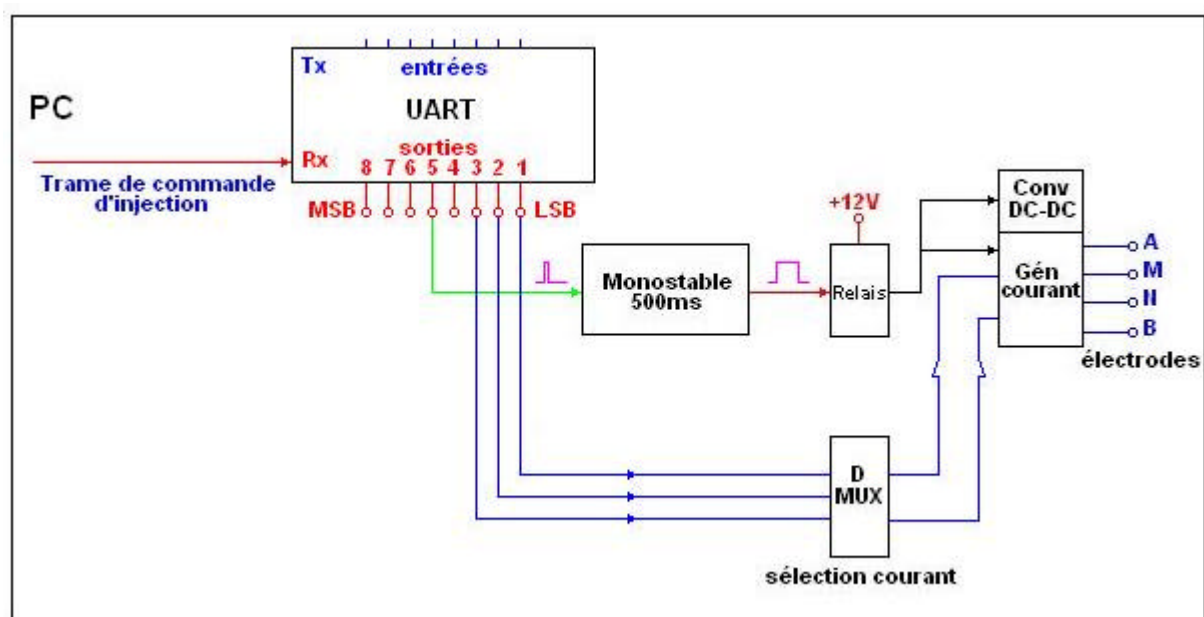 PC
Tx
entrées
UART
sorties
Rx
8 7 6 5 4 3 2 1
MSB
LSB
Trame de commande
d'injection
Monostable
500ms
+12V
Relais
Conv
DC-DC
Gén
courant
A
M
N
B
électrodes
D
MUX
sélection courant